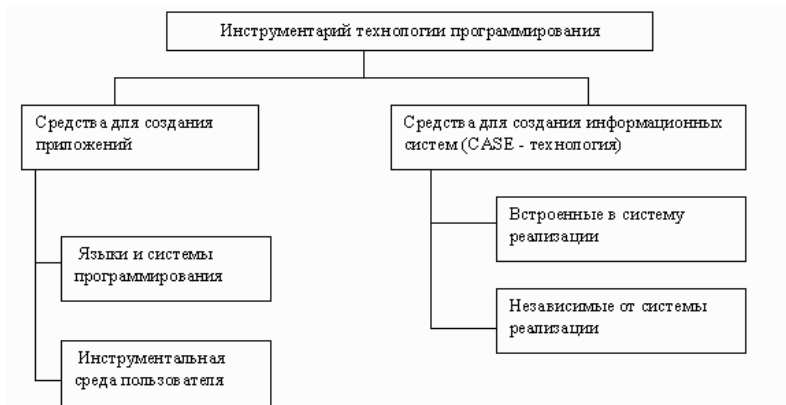 Инструментарий технологии программирования
Средства для создания
приложений
Средства для создания информационных
систем (CASE - технология)
Языки и системы
программирования
Инструментальная
среда пользователя
Встроенные в систему
реализации
Независимые от системы
реализации